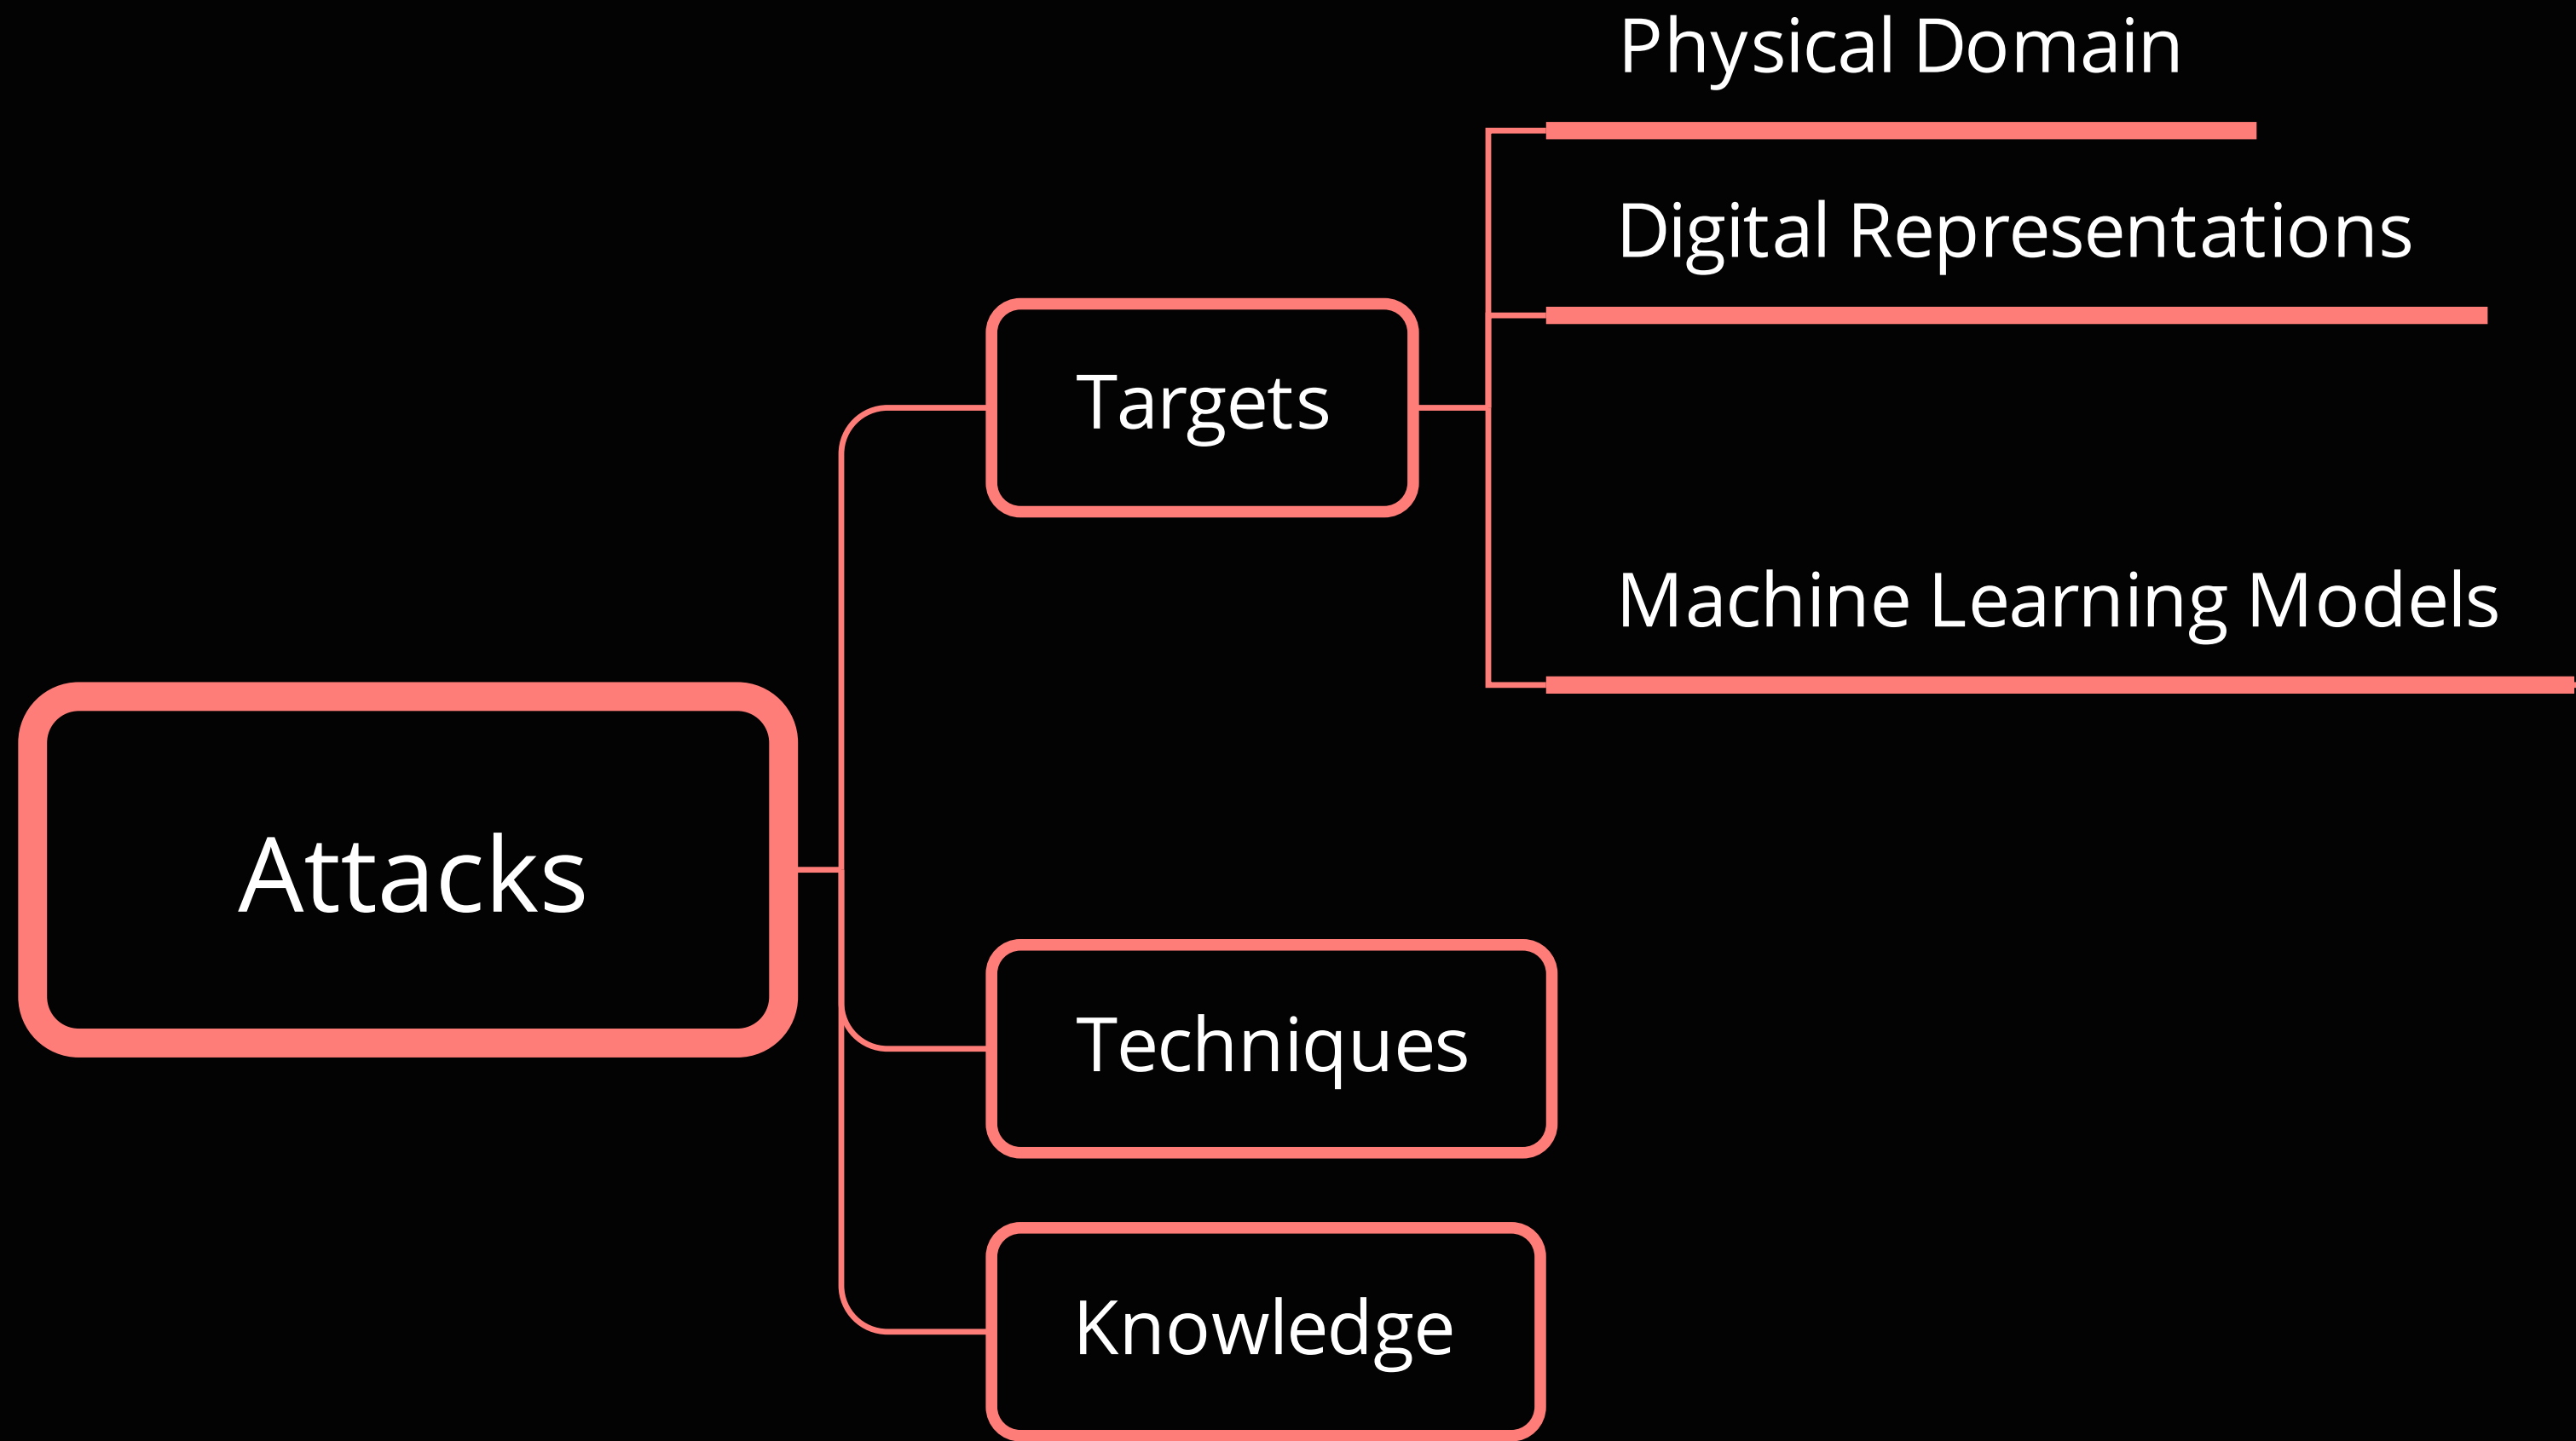 Physical Domain
Digital Representations
Targets
Machine Learning Models
Attacks
Techniques
Knowledge